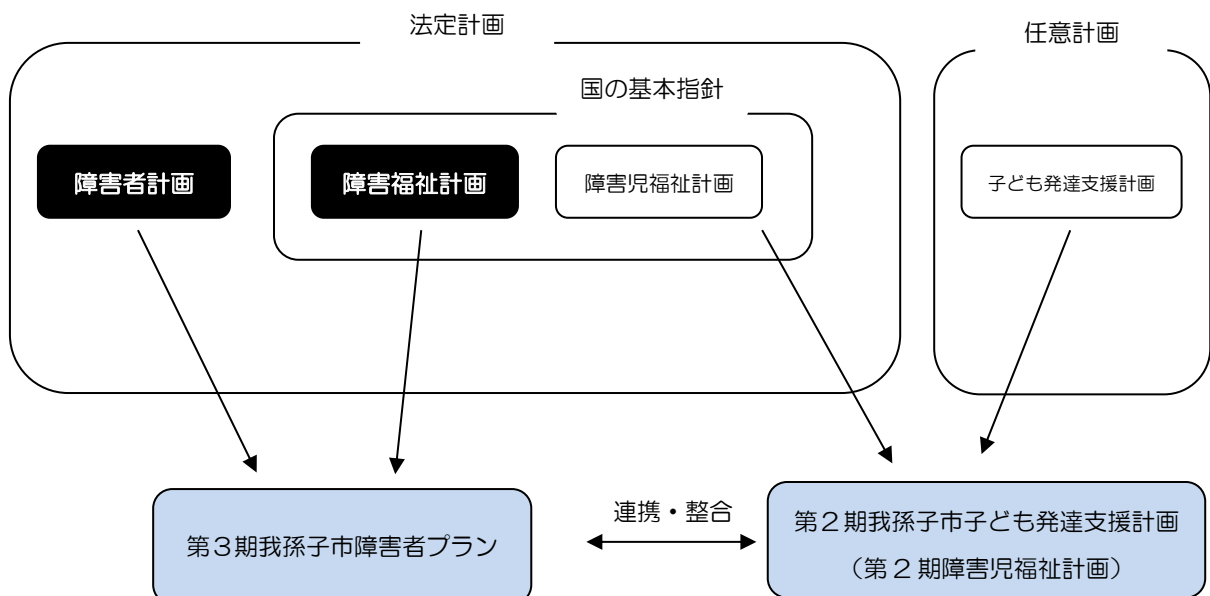 法定計画
任意計画
国の基本指針
障害者計画
障害福祉計画
障害児福祉計画
子ども発達支援計画
第3期我孫子市障害者プラン
連携・整合
第2期我孫子市子ども発達支援計画
（第2期障害児福祉計画）